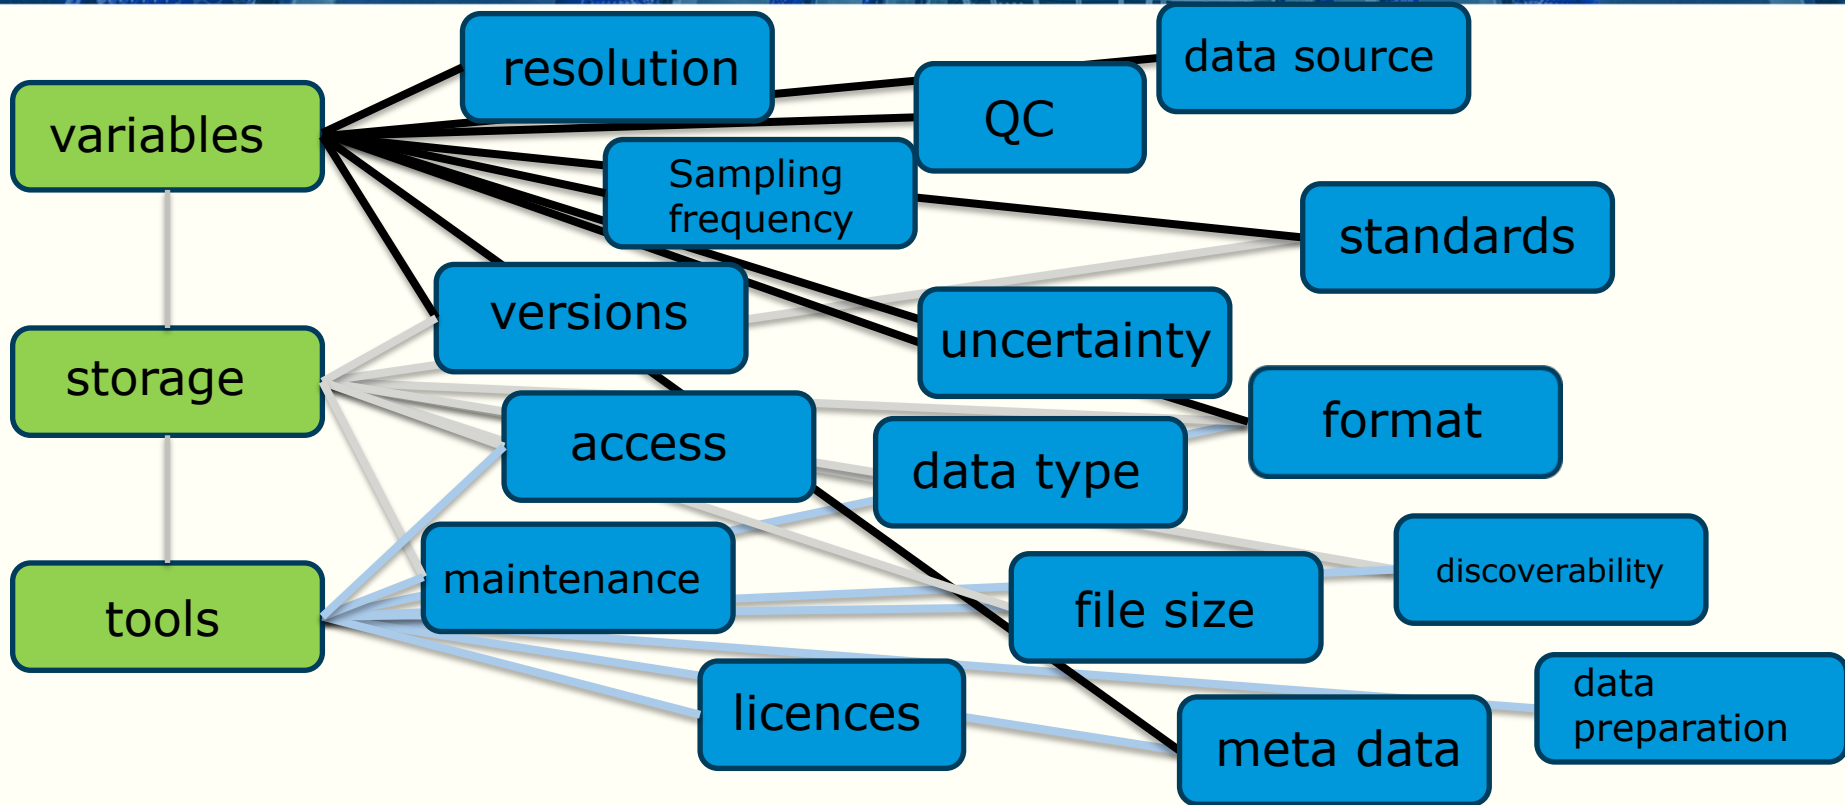 resolution
data source
variables
QC
Sampling
frequency
standards
versions
uncertainty
storage
access
format
data type
maintenance
discoverability
tools
file size
licences
data
preparation
meta data